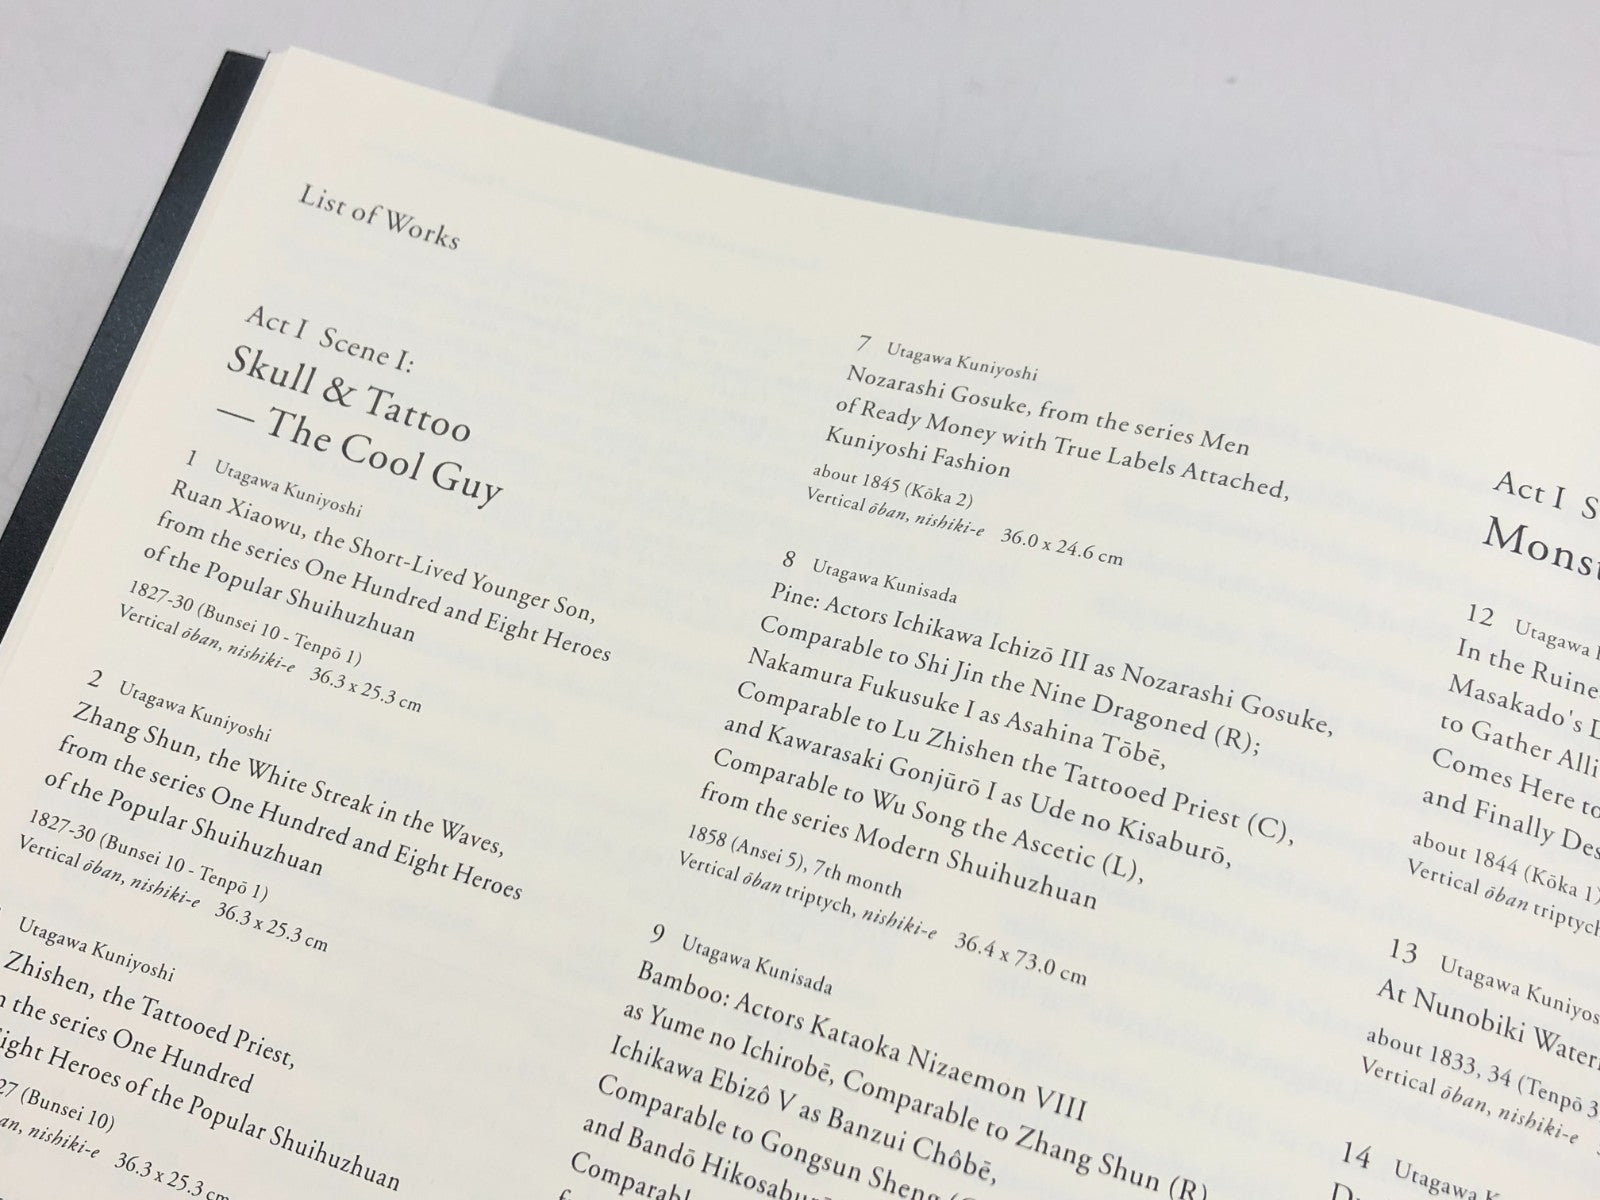 List of Works
Act I Scene I:
Skull & Tattoo
— The Cool Guy
1 Utagawa Kuniyoshi
Ruan Xiaowu, the Short-Lived Younger Son,
from the series One Hundred and Eight Heroes
of the Popular Shuihuzhuan
1827-30 (Bunsei 10 - Tenpō 1)
Vertical ōban, nishiki-e 36.3 x 25.3 cm
2 Utagawa Kuniyoshi
Zhang Shun, the White Streak in the Waves,
from the series One Hundred and Eight Heroes
of the Popular Shuihuzhuan
1827-30 (Bunsei 10 - Tenpō 1)
Vertical ōban, nishiki-e 36.3 x 25.3 cm
Utagawa Kuniyoshi
Zhishen, the Tattooed Priest,
the series One Hundred
Heroes of the Popular Shuihuzhuan
(Bunsei 10)
nishiki-e 36.3 x 25.3 cm
7 Utagawa Kuniyoshi
Nozarashi Gosuke, from the series Men
of Ready Money with True Labels Attached,
Kuniyoshi Fashion
about 1845 (Kōka 2)
Vertical ōban, nishiki-e 36.0 x 24.6 cm
8 Utagawa Kunisada
Pine: Actors Ichikawa Ichizō III as Nozarashi Gosuke,
Comparable to Shi Jin the Nine Dragoned (R);
Nakamura Fukusuke I as Asahina Tōbē,
Comparable to Lu Zhishen the Tattooed Priest (C),
and Kawarasaki Gonjūrō I as Ude no Kisaburō,
Comparable to Wu Song the Ascetic (L),
from the series Modern Shuihuzhuan
1858 (Ansei 5), 7th month
Vertical ōban triptych, nishiki-e 36.4 x 73.0 cm
9 Utagawa Kunisada
Bamboo: Actors Kataoka Nizaemon VIII
as Yume no Ichirobē, Comparable to Zhang Shun (R)
Ichikawa Ebizô V as Banzui Chôbē,
Comparable to Gongsun Sheng
and Bandō
Act I
12 Utagawa
In the
Masakado's
to Gather
Comes Here to
and Finally
about 1844 (Kōka 1)
Vertical ōban
13 Utagawa
At Nunobiki
about 1833, 34 (Tenpō
Vertical ōban, nishiki-e
14 Utagawa